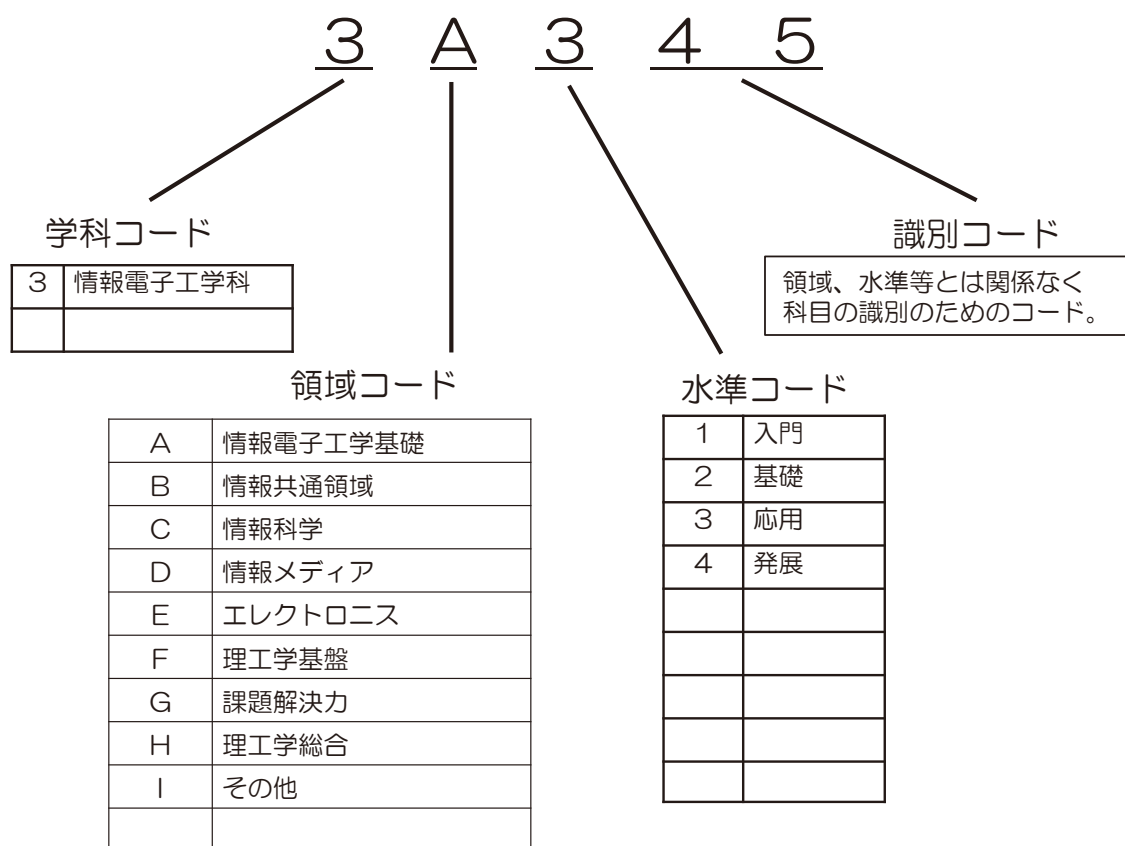 3 A 3 4 5
学科コード
3 情報電子工学科
識別コード
領域、水準等とは関係なく
科目の識別のためのコード。
領域コード
A 情報電子工学基礎
B 情報共通領域
C 情報科学
D 情報メディア
E エレクトロニス
F 理工学基盤
G 課題解決力
H 理工学総合
I その他
水準コード
1 入門
2 基礎
3 応用
4 発展